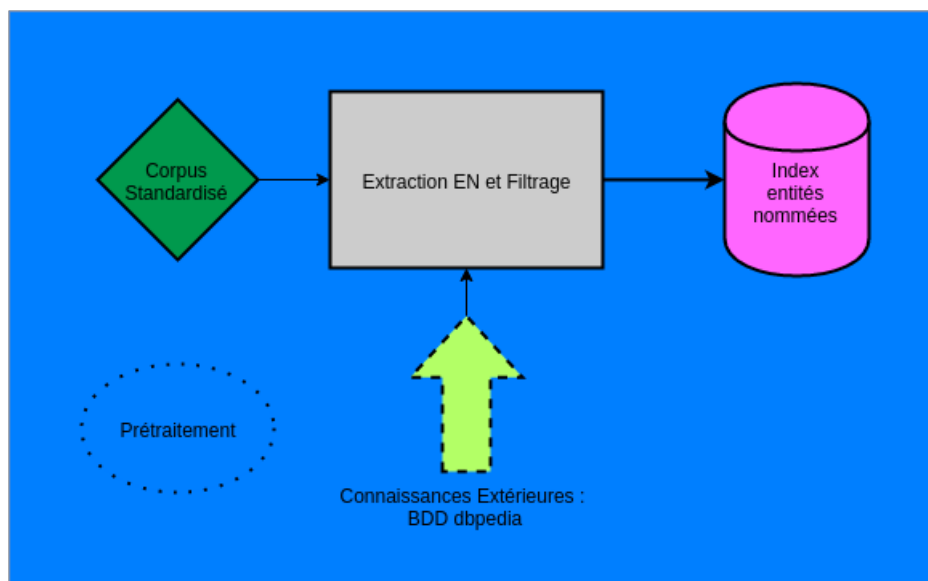 Corpus
Standardisé
Extraction EN et Filtrage
Index
entités
nommées
Prétraitement
Connaissances Extérieures :
BDD dbpedia